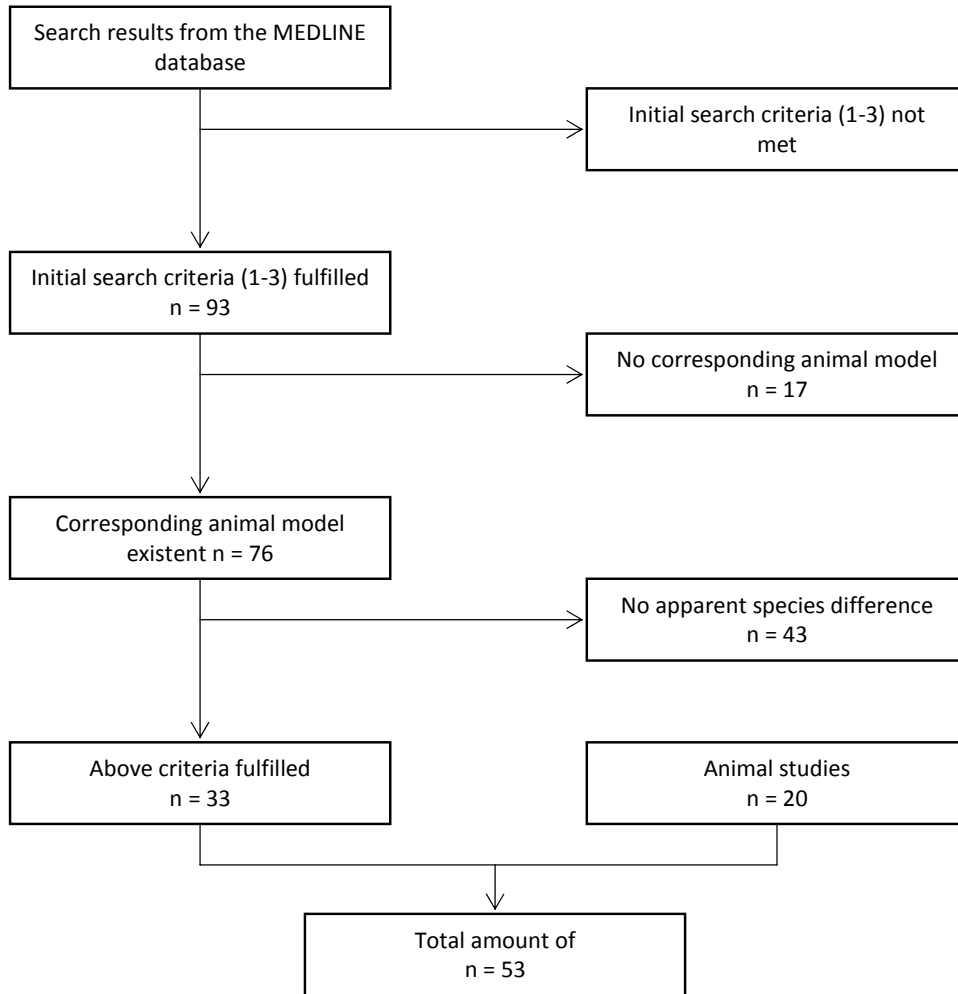 Search results from the MEDLINE
database
Initial search criteria (1-3) not
met
Initial search criteria (1-3) fulfilled
n = 93
No corresponding animal model
n = 17
Corresponding animal model
existent n = 76
No apparent species difference
n = 43
Above criteria fulfilled
n = 33
Animal studies
n = 20
Total amount of
n = 53